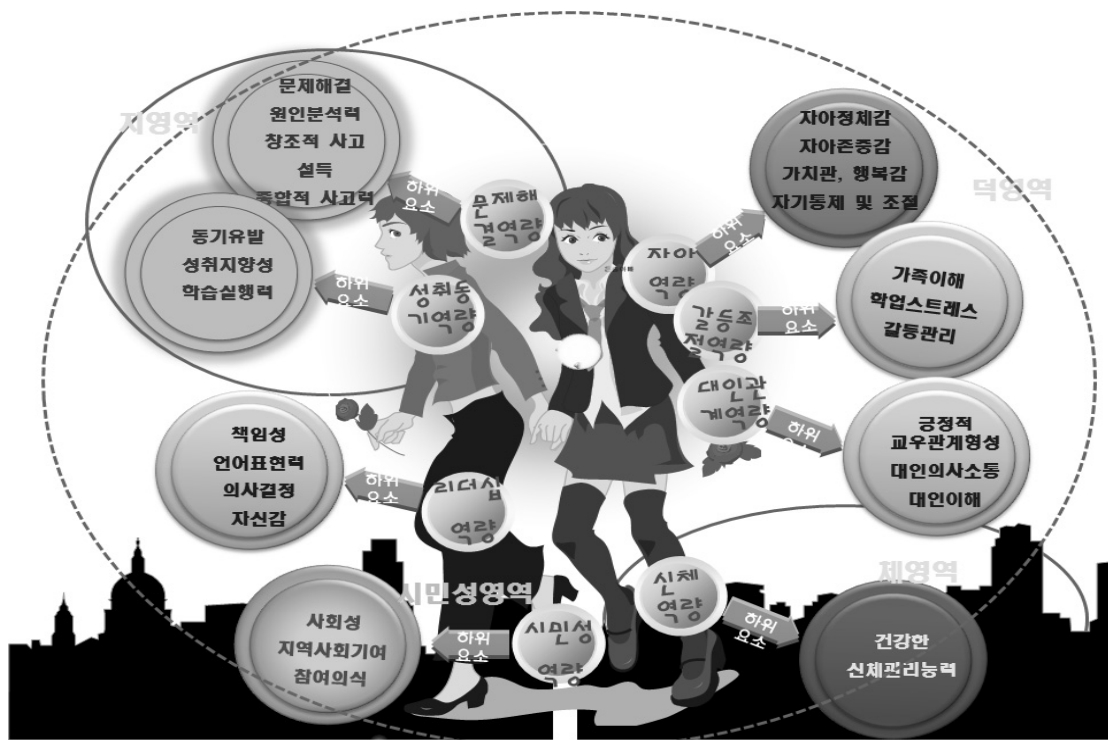 지영역
문제해결
원인분석력
창조적 사고
설득
종합적 사고력
하위
요소
문제해
결역량
동기유발
성취지향성
학습실행력
하위
요소
성취동
기역량
자아정체감
자아존중감
가치관, 행복감
자기통제 및 조절
하위
요소
자아
역량
덕영역
가족이해
학업스트레스
갈등관리
하위
요소
갈등조
절역량
긍정적
교우관계형성
대인의사소통
대인이해
하위
요소
대인관
계역량
책임성
언어표현력
의사결정
자신감
하위
요소
리더십
역량
시민성영역
사회성
지역사회기여
참여의식
하위
요소
시민성
역량
체영역
신체
역량
하위
요소
건강한
신체관리능력